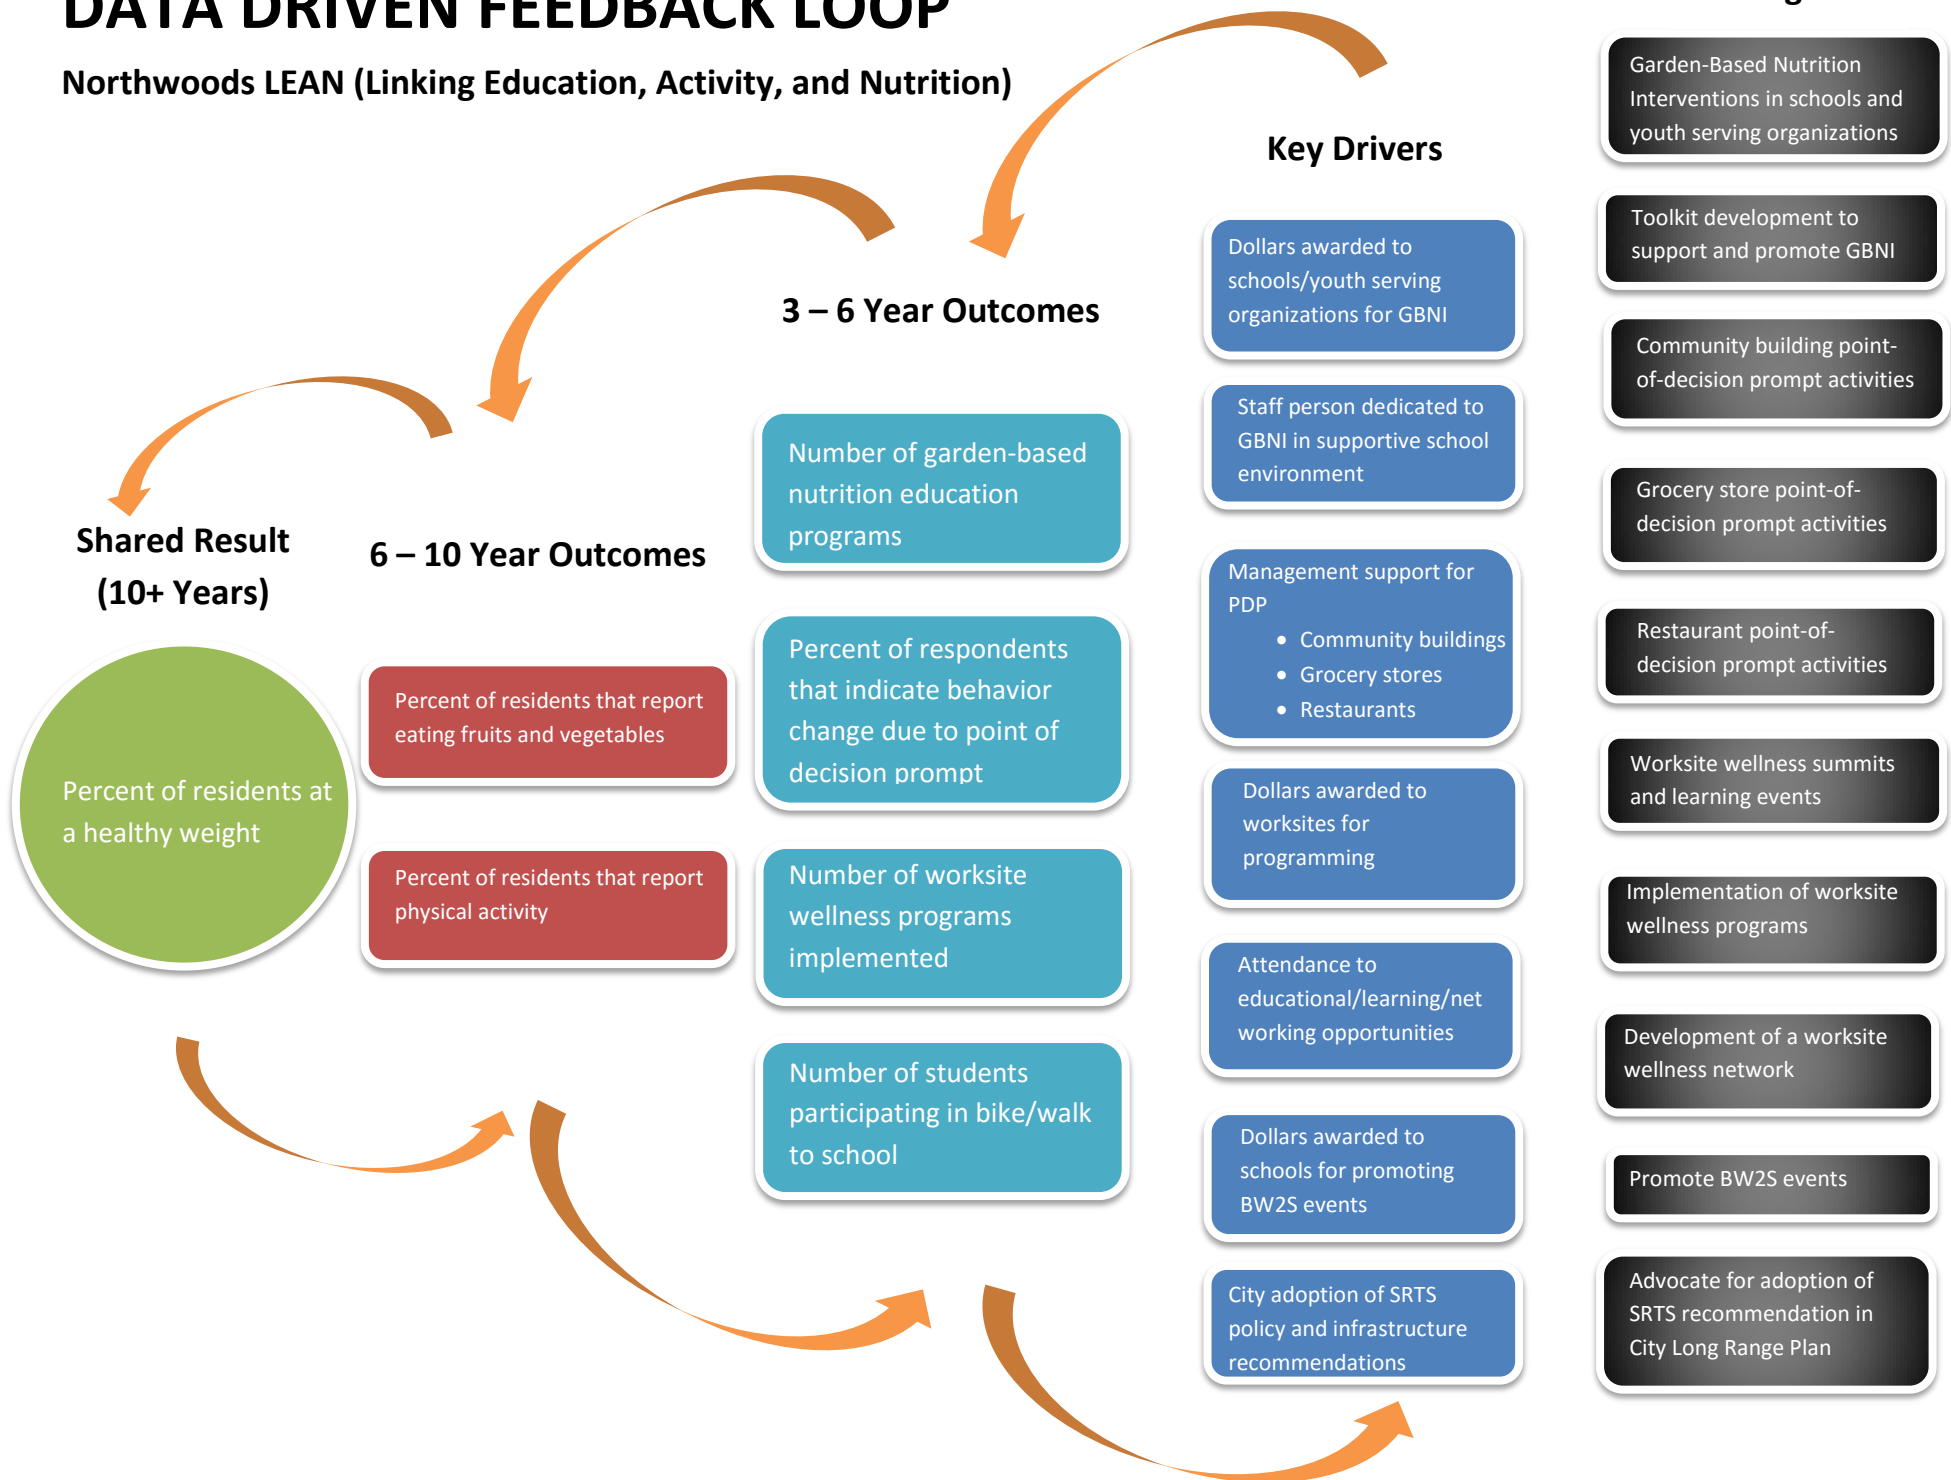 DATA DRIVEN FEEDBACK LOOP
Northwoods LEAN (Linking Education, Activity, and Nutrition)
Shared Result
(10+ Years)
Percent of residents at
a healthy weight
6 – 10 Year Outcomes
Percent of residents that report
eating fruits and vegetables
Percent of residents that report
physical activity
3 – 6 Year Outcomes
Number of garden-based
nutrition education
programs
Percent of respondents
that indicate behavior
change due to point of
decision prompt
Number of worksite
wellness programs
implemented
Number of students
participating in bike/walk
to school
Key Drivers
Dollars awarded to
schools/youth serving
organizations for GBNI
Staff person dedicated to
GBNI in supportive school
environment
Management support for
PDP
• Community buildings
• Grocery stores
• Restaurants
Dollars awarded to
worksites for
programming
Attendance to
educational/learning/net
working opportunities
Dollars awarded to
schools for promoting
BW2S events
City adoption of SRTS
policy and infrastructure
recommendations
Garden-Based Nutrition
Interventions in schools and
youth serving organizations
Toolkit development to
support and promote GBNI
Community building point-
of-decision prompt activities
Grocery store point-of-
decision prompt activities
Restaurant point-of-
decision prompt activities
Worksite wellness summits
and learning events
Implementation of worksite
wellness programs
Development of a worksite
wellness network
Promote BW2S events
Advocate for adoption of
SRTS recommendation in
City Long Range Plan